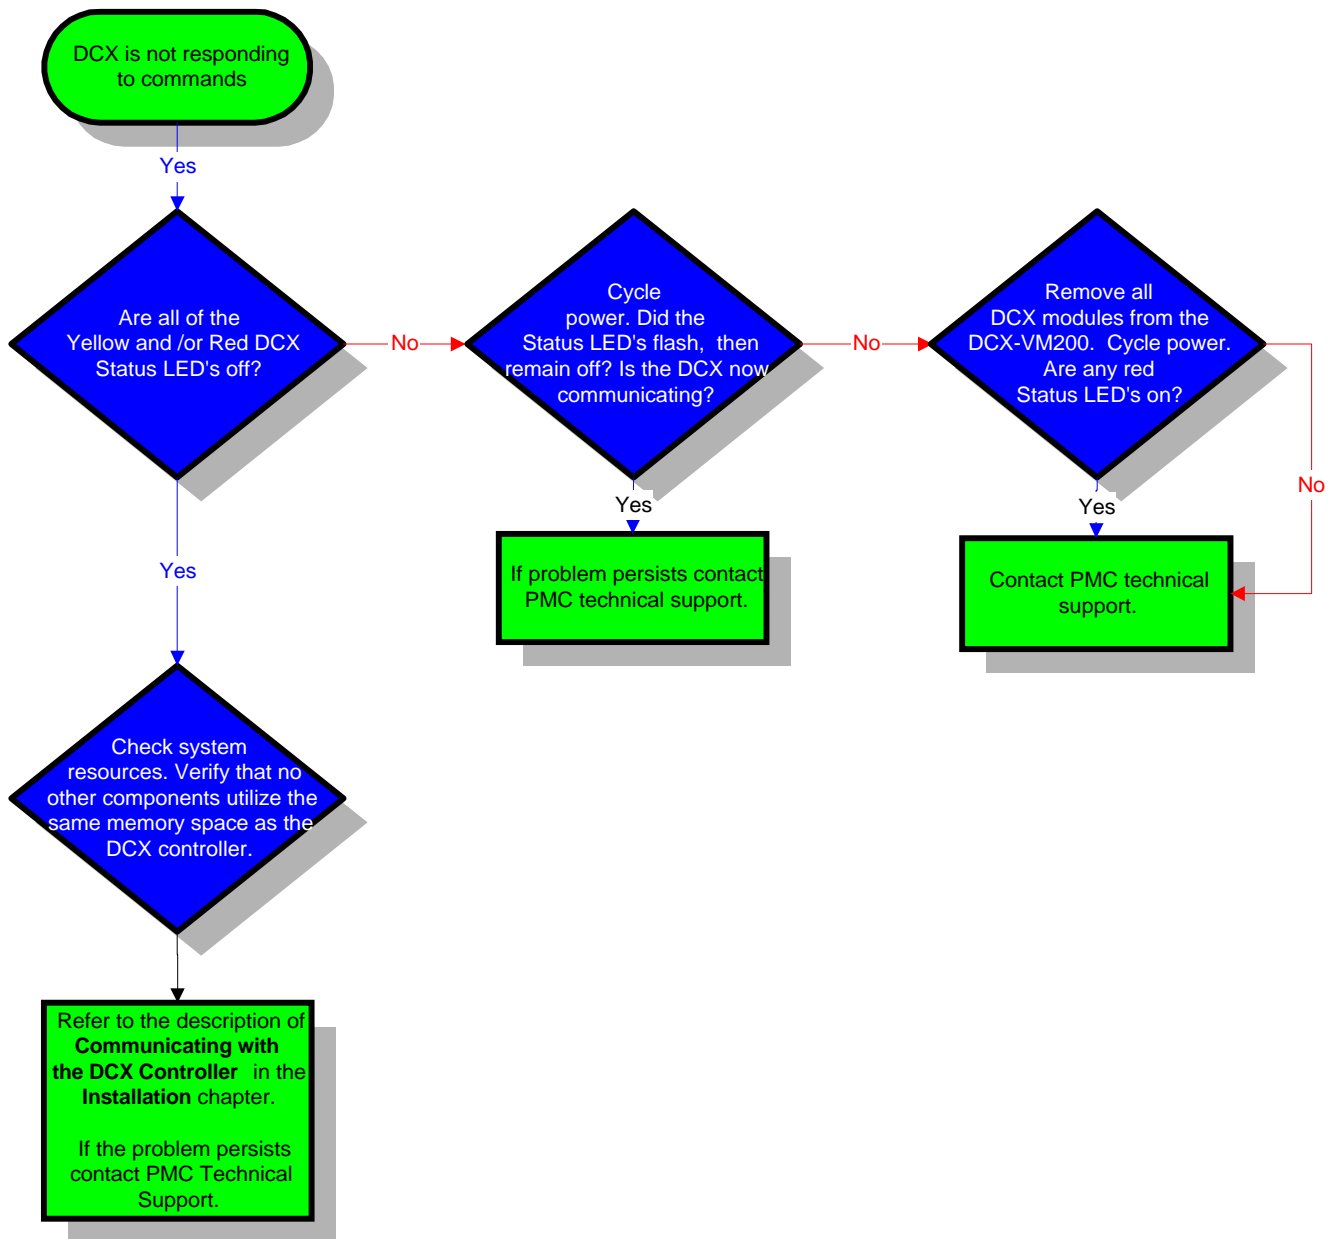 DCX is not responding
to commands
Yes
Are all of the
Yellow and /or Red DCX
Status LED's off?
No
Cycle
power. Did the
Status LED's flash, then
remain off? Is the DCX now
communicating?
No
Remove all
DCX modules from the
DCX-VM200. Cycle power.
Are any red
Status LED's on?
No
Yes
If problem persists contact
PMC technical support.
Yes
Contact PMC technical
support.
Yes
Check system
resources. Verify that no
other components utilize the
same memory space as the
DCX controller.
Refer to the description of
Communicating with
the DCX Controller in the
Installation chapter.
If the problem persists
contact PMC Technical
Support.